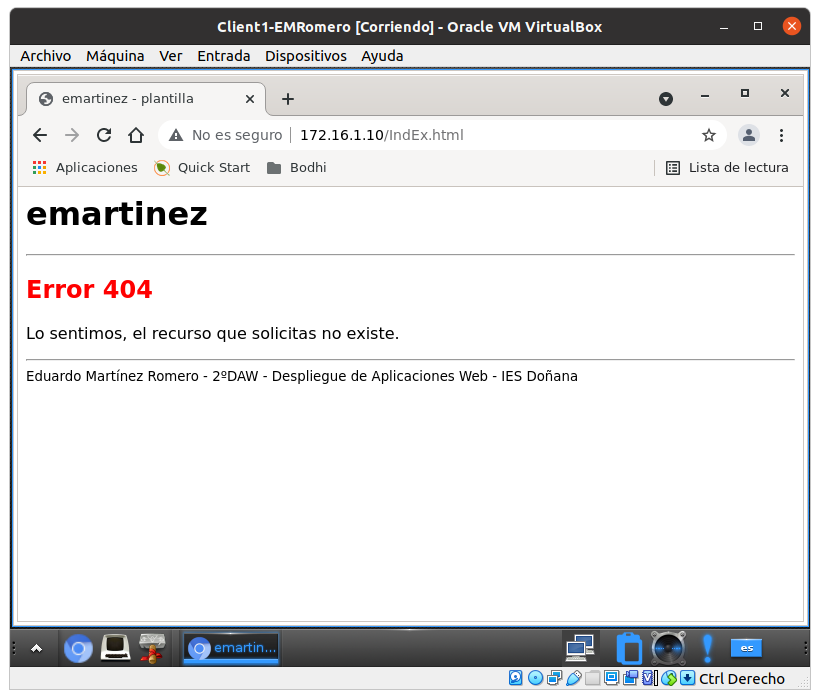 Client1-EMRomero [Corriendo] - Oracle VM VirtualBox
Archivo Máquina Ver Entrada Dispositivos Ayuda
emartinez - plantilla
No es seguro 172.16.1.10/IndEx.html
Aplicaciones Quick Start Bodhi Lista de lectura
emartinez
Error 404
Lo sentimos, el recurso que solicitas no existe.
Eduardo Martínez Romero - 2ºDAW - Despliegue de Aplicaciones Web - IES Doñana
emartin... es
Ctrl Derecho